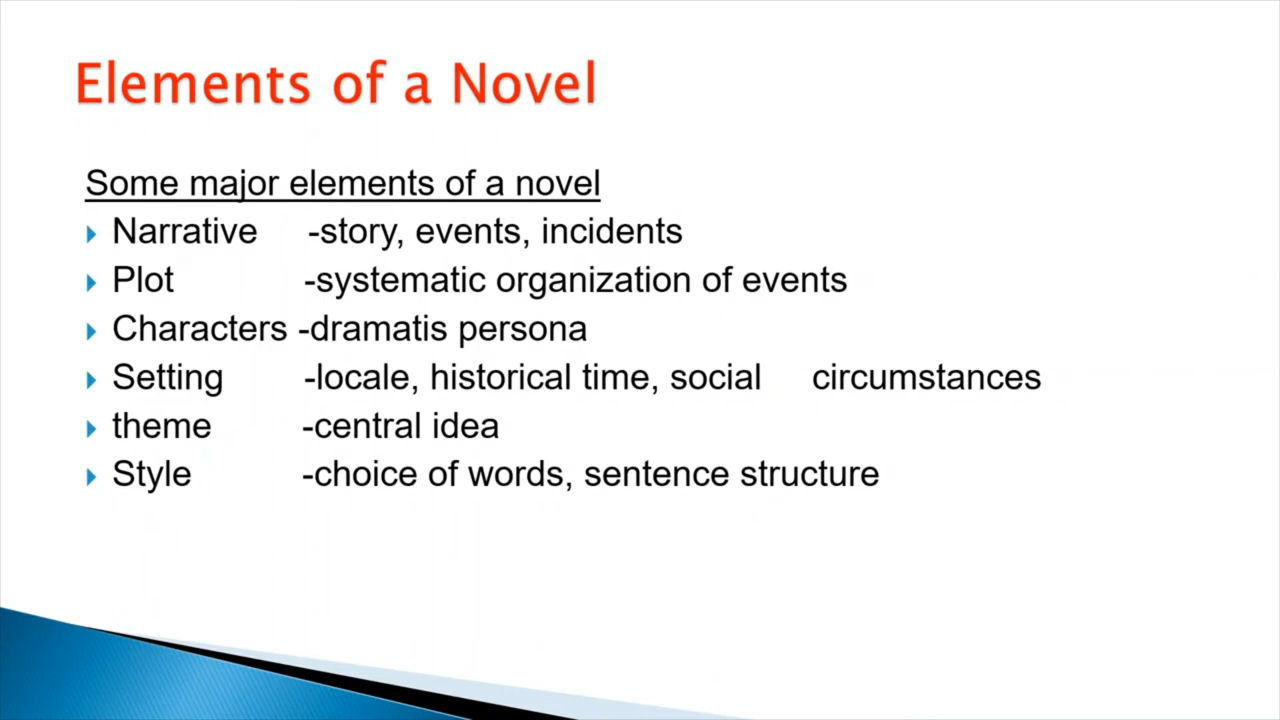 Elements of a Novel
Some major elements of a novel
Narrative -story, events, incidents
Plot -systematic organization of events
Characters -dramatis persona
Setting -locale, historical time, social circumstances
theme -central idea
Style -choice of words, sentence structure